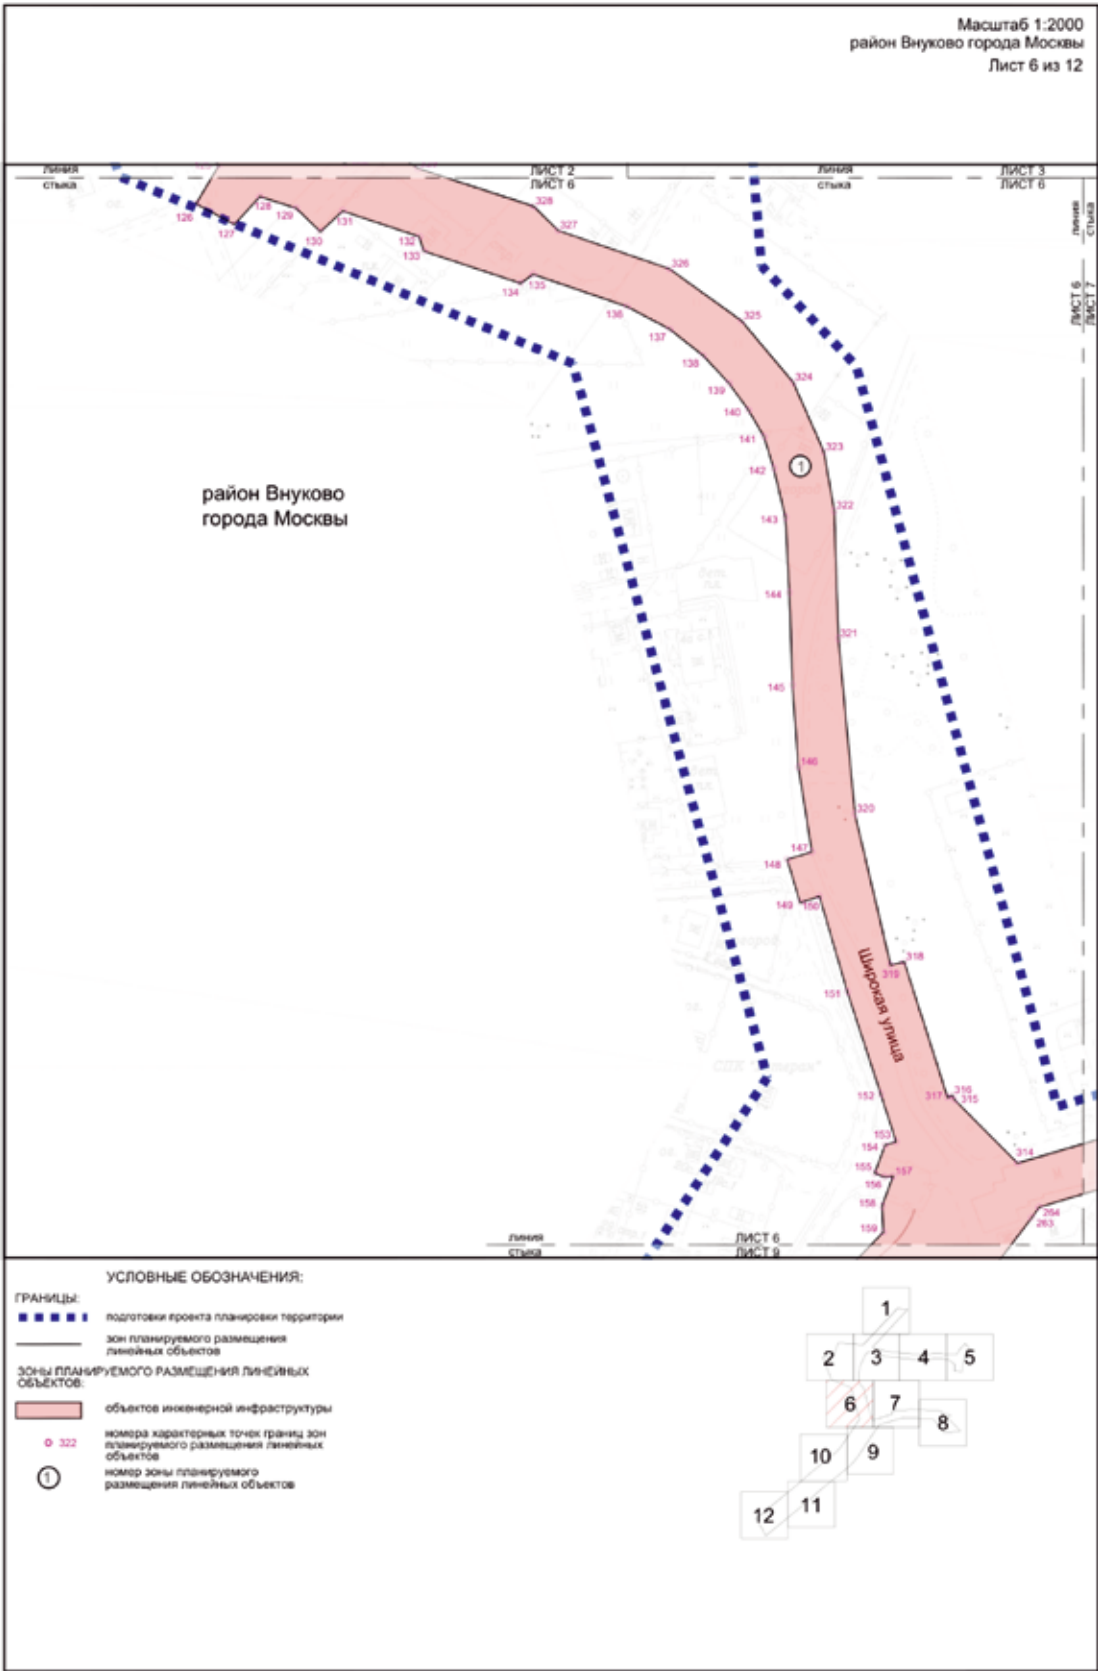 Масштаб 1:2000
район Внуково города Москвы
Лист 6 из 12
линия
стыка
ЛИСТ 2
ЛИСТ 6
линия
стыка
ЛИСТ 3
ЛИСТ 6
линия
стыка
ЛИСТ 6
ЛИСТ 7
126
127
128
129
130
131
132
133
134
135
136
137
138
139
140
141
142
143
144
145
146
147
148
149
150
151
152
153
154
155
156
157
158
159
328
327
326
325
324
323
322
321
320
319
318
317
316
315
314
264
263
1
район Внуково
города Москвы
Широкая улица
линия
стыка
ЛИСТ 6
ЛИСТ 9
УСЛОВНЫЕ ОБОЗНАЧЕНИЯ:
ГРАНИЦЫ:
подготовки проекта планировки территории
зон планируемого размещения
линейных объектов
ЗОНЫ ПЛАНИРУЕМОГО РАЗМЕЩЕНИЯ ЛИНЕЙНЫХ
ОБЪЕКТОВ:
объектов инженерной инфраструктуры
322
номера характерных точек границ зон
планируемого размещения линейных
объектов
1
номер зоны планируемого
размещения линейных объектов
1
2 3 4 5
6 7
8
10 9
11
12